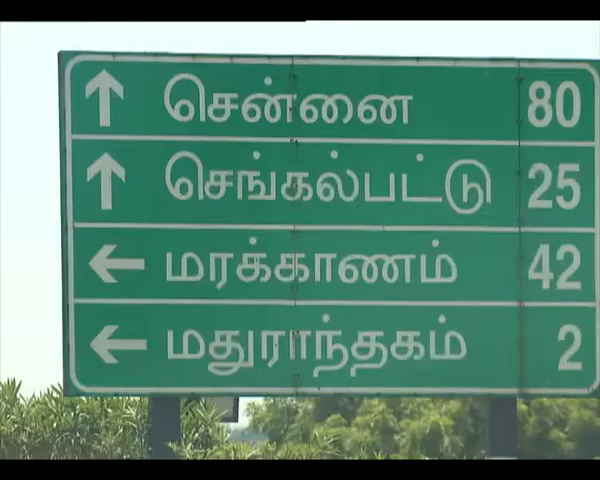 ↑ சென்னை 80
↑ செங்கல்பட்டு 25
← மரக்காணம் 42
← மதுராந்தகம் 2